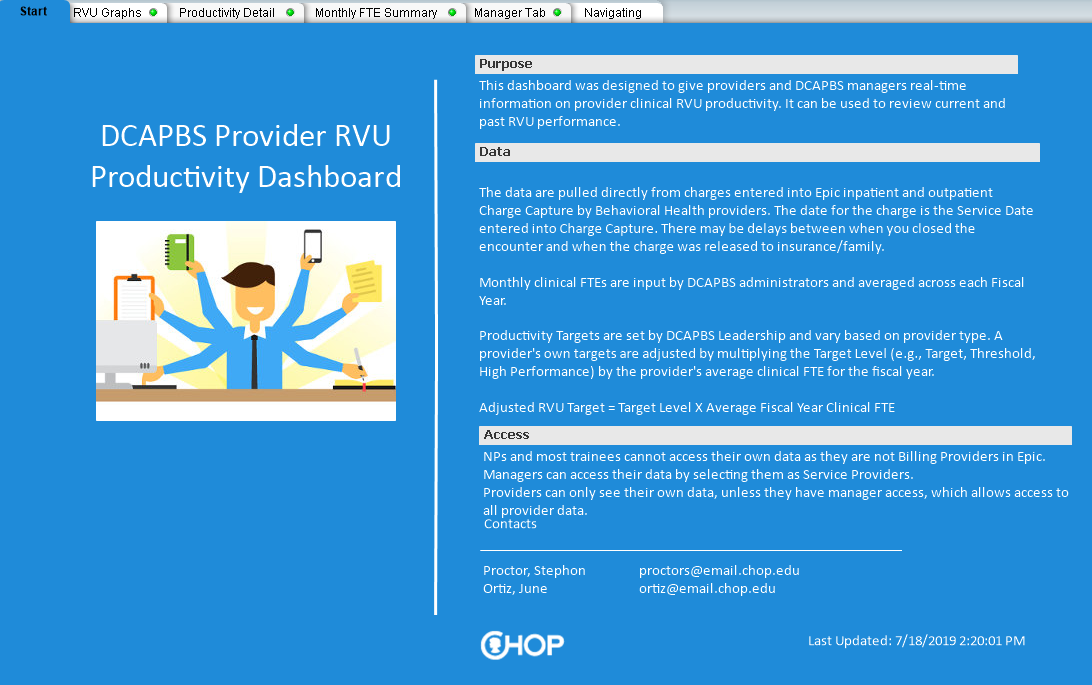 Start
RVU Graphs
Productivity Detail
Monthly FTE Summary
Manager Tab
Navigating
DCAPBS Provider RVU
Productivity Dashboard
Purpose
This dashboard was designed to give providers and DCAPBS managers real-time
information on provider clinical RVU productivity. It can be used to review current and
past RVU performance.
Data
The data are pulled directly from charges entered into Epic inpatient and outpatient
Charge Capture by Behavioral Health providers. The date for the charge is the Service Date
entered into Charge Capture. There may be delays between when you closed the
encounter and when the charge was released to insurance/family.
Monthly clinical FTEs are input by DCAPBS administrators and averaged across each Fiscal
Year.
Productivity Targets are set by DCAPBS Leadership and vary based on provider type. A
provider's own targets are adjusted by multiplying the Target Level (e.g., Target, Threshold,
High Performance) by the provider's average clinical FTE for the fiscal year.
Adjusted RVU Target = Target Level X Average Fiscal Year Clinical FTE
Access
NPs and most trainees cannot access their own data as they are not Billing Providers in Epic.
Managers can access their data by selecting them as Service Providers.
Providers can only see their own data, unless they have manager access, which allows access to
all provider data.
Contacts
Proctor, Stephon proctors@email.chop.edu
Ortiz, June ortiz@email.chop.edu
CHOP
Last Updated: 7/18/2019 2:20:01 PM